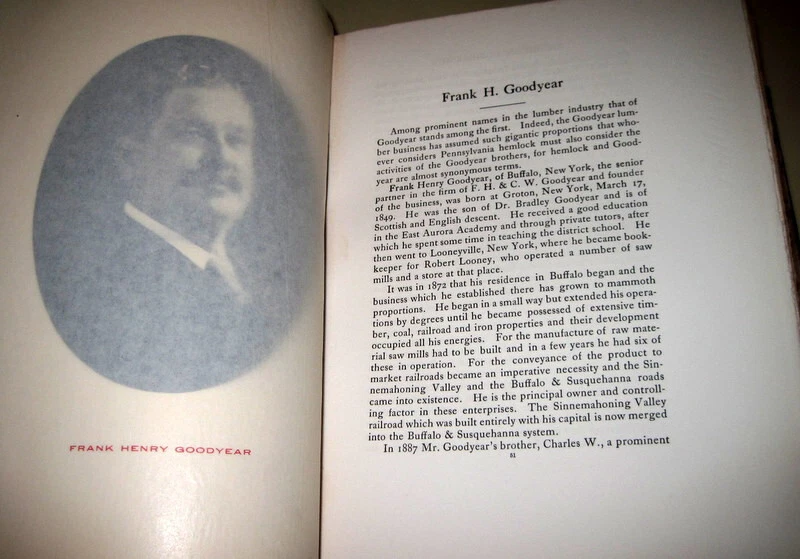 FRANK HENRY GOODYEAR
Frank H. Goodyear
Among prominent names in the lumber industry that of
Goodyear stands among the first. Indeed, the Goodyear lum-
ber business has assumed such gigantic proportions that who-
ever considers Pennsylvania hemlock must also consider the
activities of the Goodyear brothers, for hemlock and Good-
year are almost synonymous terms.
Frank Henry Goodyear, of Buffalo, New York, the senior
partner in the firm of F. H. & C. W. Goodyear and founder
of the business, was born at Groton, New York, March 17,
1849. He was the son of Dr. Bradley Goodyear and is of
Scottish and English descent. He received a good education
in the East Aurora Academy and through private tutors, after
which he spent some time in teaching the district school. He
then went to Looneyville, New York, where he became book-
keeper for Robert Looney, who operated a number of saw
mills and a store at that place.
It was in 1872 that his residence in Buffalo began and the
business which he established there has grown to mammoth
proportions. He began in a small way but extended his opera-
tions by degrees until he became possessed of extensive tim-
ber, coal, railroad and iron properties and their development
occupied all his energies. For the manufacture of raw mate-
rial saw mills had to be built and in a few years he had six of
these in operation. For the conveyance of the product to
market railroads became an imperative necessity and the Sin-
nemahoning Valley and the Buffalo & Susquehanna roads
came into existence. He is the principal owner and controll-
ing factor in these enterprises. The Sinnemahoning Valley
railroad which was built entirely with his capital is now merged
into the Buffalo & Susquehanna system.
In 1887 Mr. Goodyear's brother, Charles W., a prominent
51